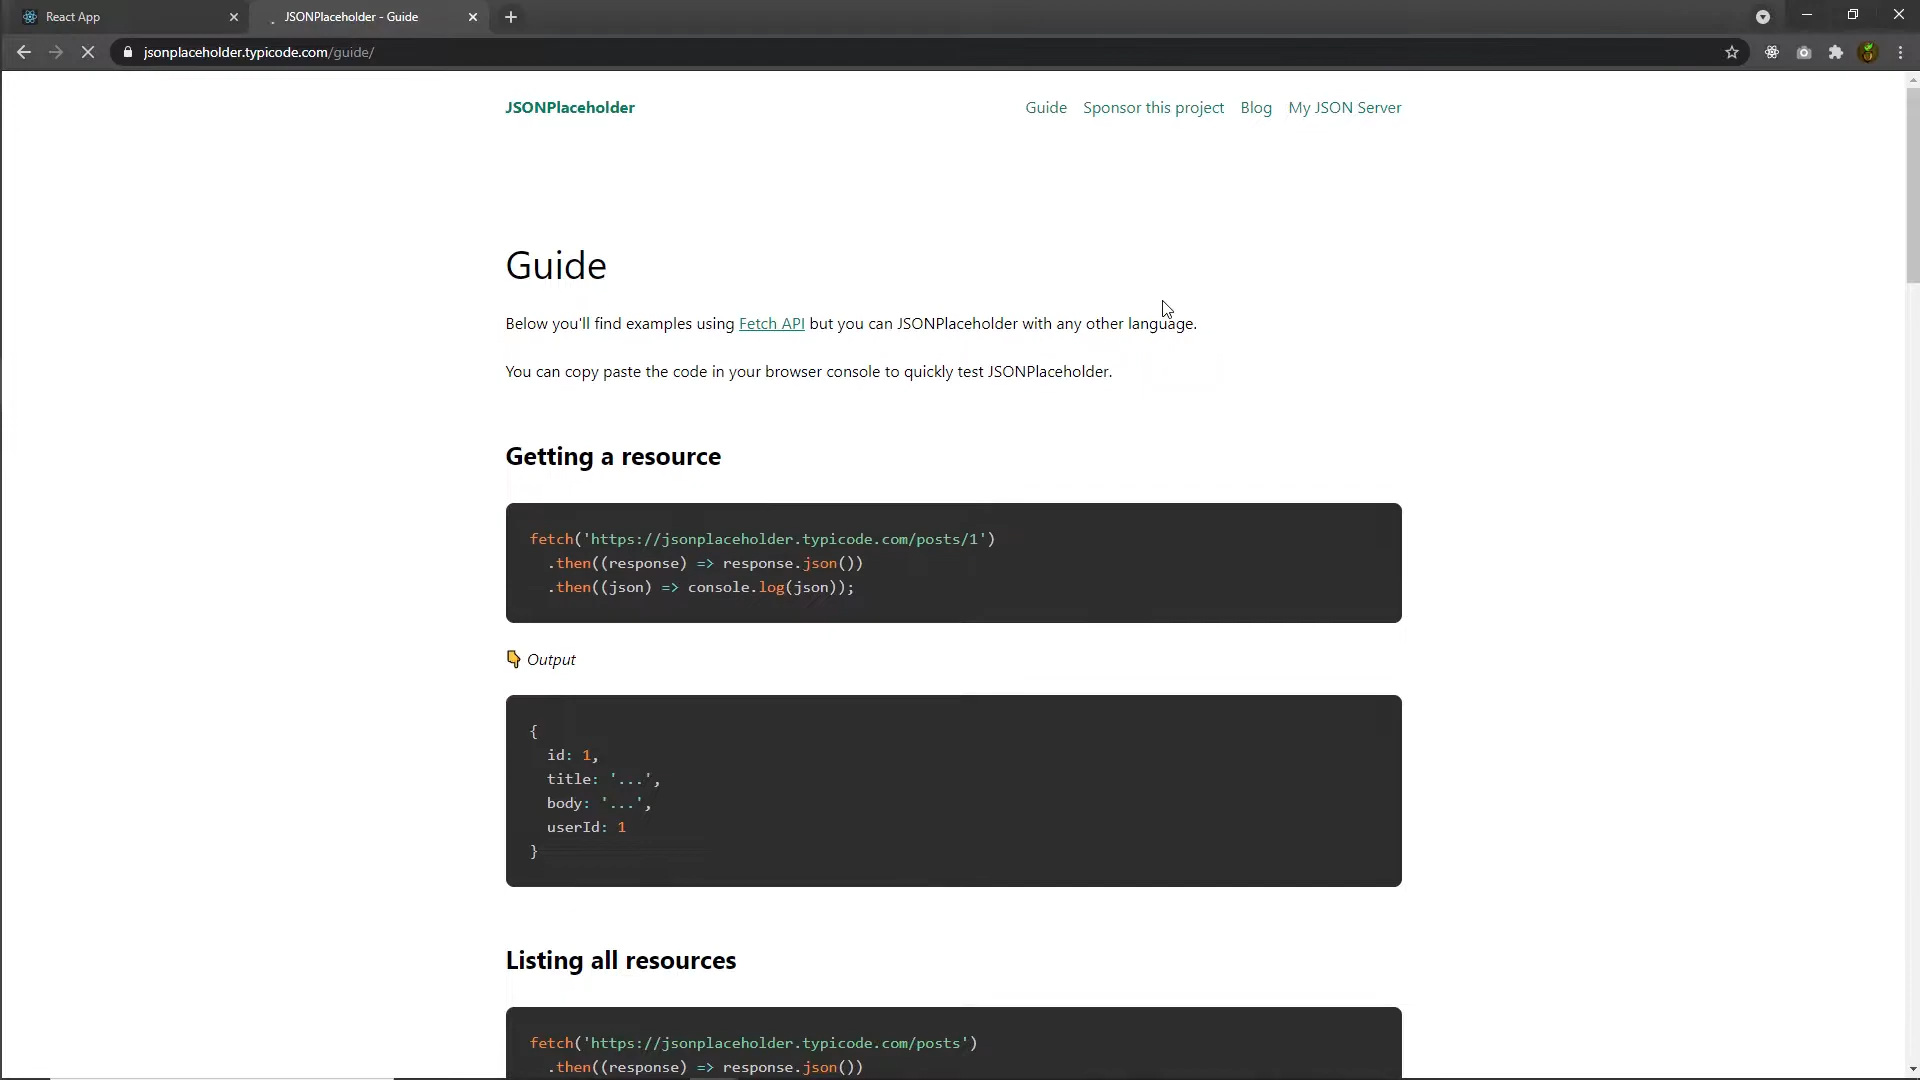 React App
JSONPlaceholder - Guide
jsonplaceholder.typicode.com/guide/
JSONPlaceholder
Guide Sponsor this project Blog My JSON Server
Guide
Below you'll find examples using Fetch API but you can JSONPlaceholder with any other language.
You can copy paste the code in your browser console to quickly test JSONPlaceholder.
Getting a resource
fetch('https://jsonplaceholder.typicode.com/posts/1')
  .then((response) => response.json())
  .then((json) => console.log(json));
👇 Output
{
  id: 1,
  title: '...',
  body: '...',
  userId: 1
}
Listing all resources
fetch('https://jsonplaceholder.typicode.com/posts')
  .then((response) => response.json())